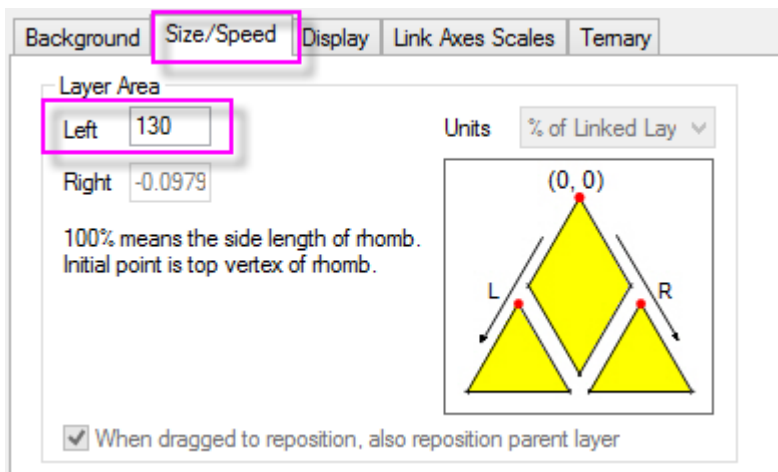 Background Size/Speed Display Link Axes Scales Ternary
Layer Area
Left 130 Units % of Linked Lay
Right -0.0979
100% means the side length of rhomb.
Initial point is top vertex of rhomb.
(0, 0)
L R
When dragged to reposition, also reposition parent layer